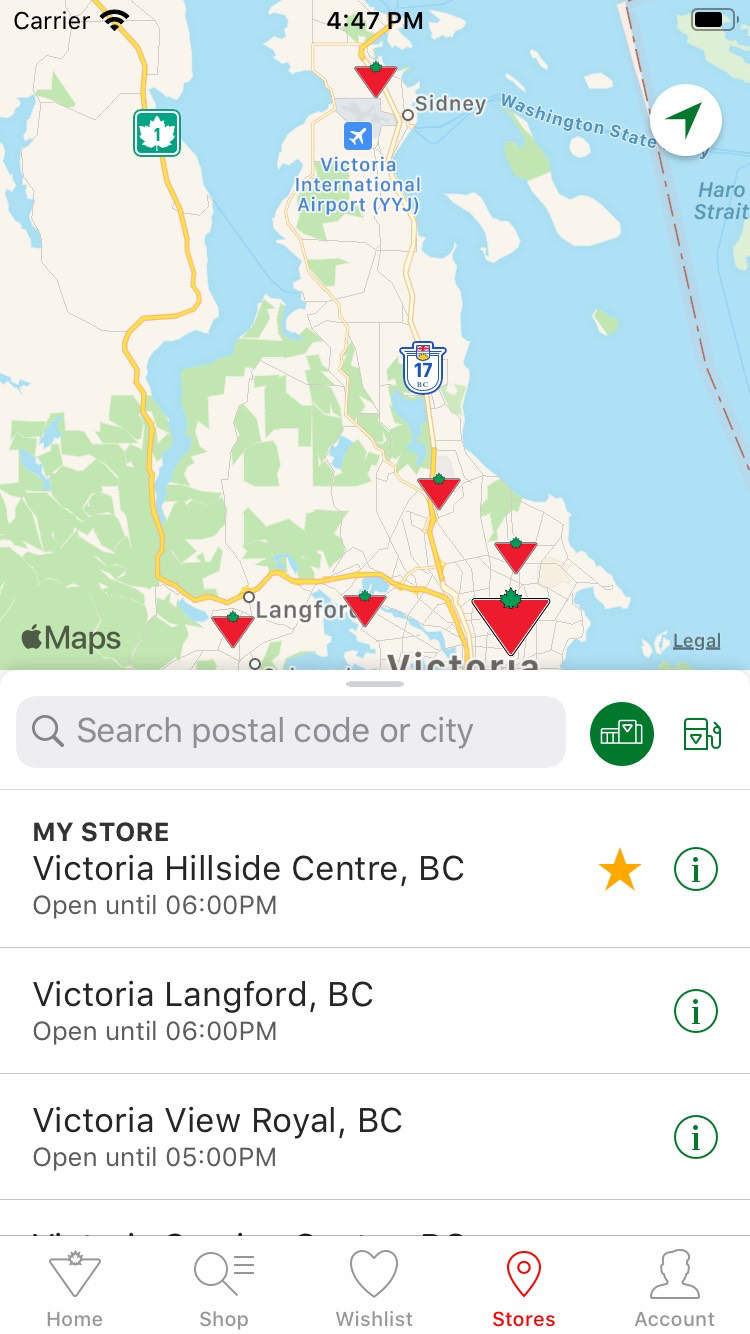 Carrier
4:47 PM
Sidney
Washington State
1
Victoria
International
Airport (YYJ)
Haro
Strait
17
BC
Langford
Maps
Legal
Victoria
Search postal code or city
MY STORE
Victoria Hillside Centre, BC
Open until 06:00PM
i
Victoria Langford, BC
Open until 06:00PM
i
Victoria View Royal, BC
Open until 05:00PM
i
Home
Shop
Wishlist
Stores
Account